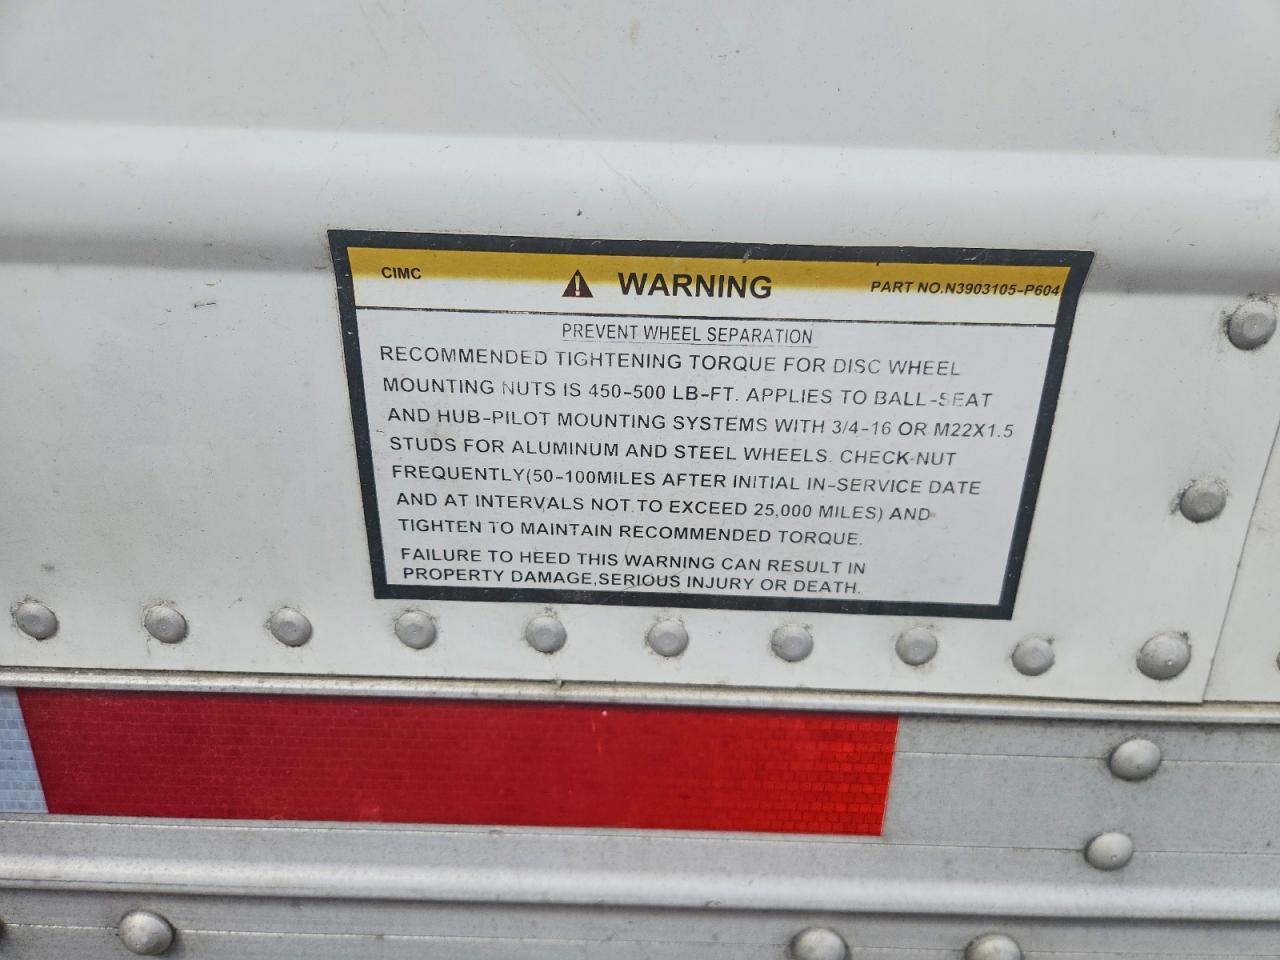 CIMC
WARNING
PART NO.N3903105-P604
PREVENT WHEEL SEPARATION
RECOMMENDED TIGHTENING TORQUE FOR DISC WHEEL
MOUNTING NUTS IS 450-500 LB-FT. APPLIES TO BALL-SEAT
AND HUB-PILOT MOUNTING SYSTEMS WITH 3/4-16 OR M22X1.5
STUDS FOR ALUMINUM AND STEEL WHEELS. CHECK-NUT
FREQUENTLY(50-100MILES AFTER INITIAL IN-SERVICE DATE
AND AT INTERVALS NOT TO EXCEED 25,000 MILES) AND
TIGHTEN TO MAINTAIN RECOMMENDED TORQUE.
FAILURE TO HEED THIS WARNING CAN RESULT IN
PROPERTY DAMAGE,SERIOUS INJURY OR DEATH.